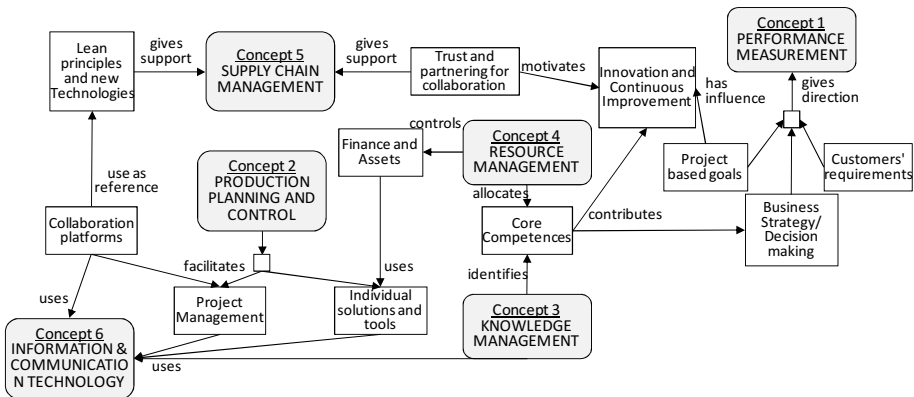 Lean
principles
and new
Technologies
gives
support
Concept 5
SUPPLY CHAIN
MANAGEMENT
gives
support
Trust and
partnering for
collaboration
motivates
Innovation and
Continuous
Improvement
has
influence
Concept 1
PERFORMANCE
MEASUREMENT
gives
direction
controls
Finance and
Assets
Concept 4
RESOURCE
MANAGEMENT
Project
based goals
Customers'
requirements
use as
reference
Concept 2
PRODUCTION
PLANNING AND
CONTROL
allocates
Collaboration
platforms
Core
Competences
contributes
Business
Strategy/
Decision
making
facilitates
uses
identifies
uses
Project
Management
Individual
solutions and
tools
Concept 3
KNOWLEDGE
MANAGEMENT
Concept 6
INFORMATION &
COMMUNICATIO
N TECHNOLOGY
uses